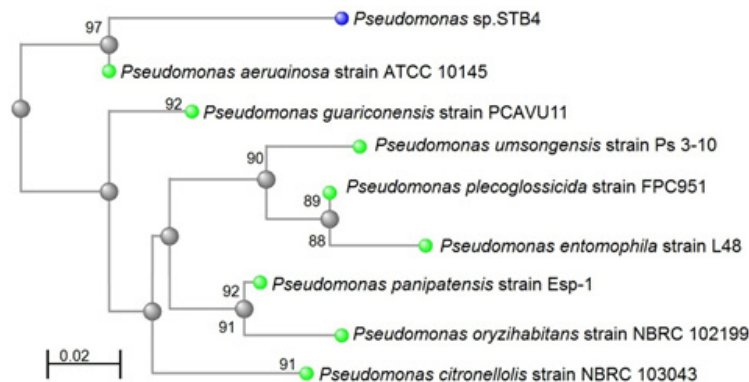 97
Pseudomonas sp.STB4
Pseudomonas aeruginosa strain ATCC 10145
92
Pseudomonas guariconensis strain PCAVU11
90
Pseudomonas umsongensis strain Ps 3-10
89
Pseudomonas plecoglossicida strain FPC951
88
Pseudomonas entomophila strain L48
92
Pseudomonas panipatensis strain Esp-1
91
Pseudomonas oryzihabitans strain NBRC 102199
0.02
91
Pseudomonas citronellolis strain NBRC 103043